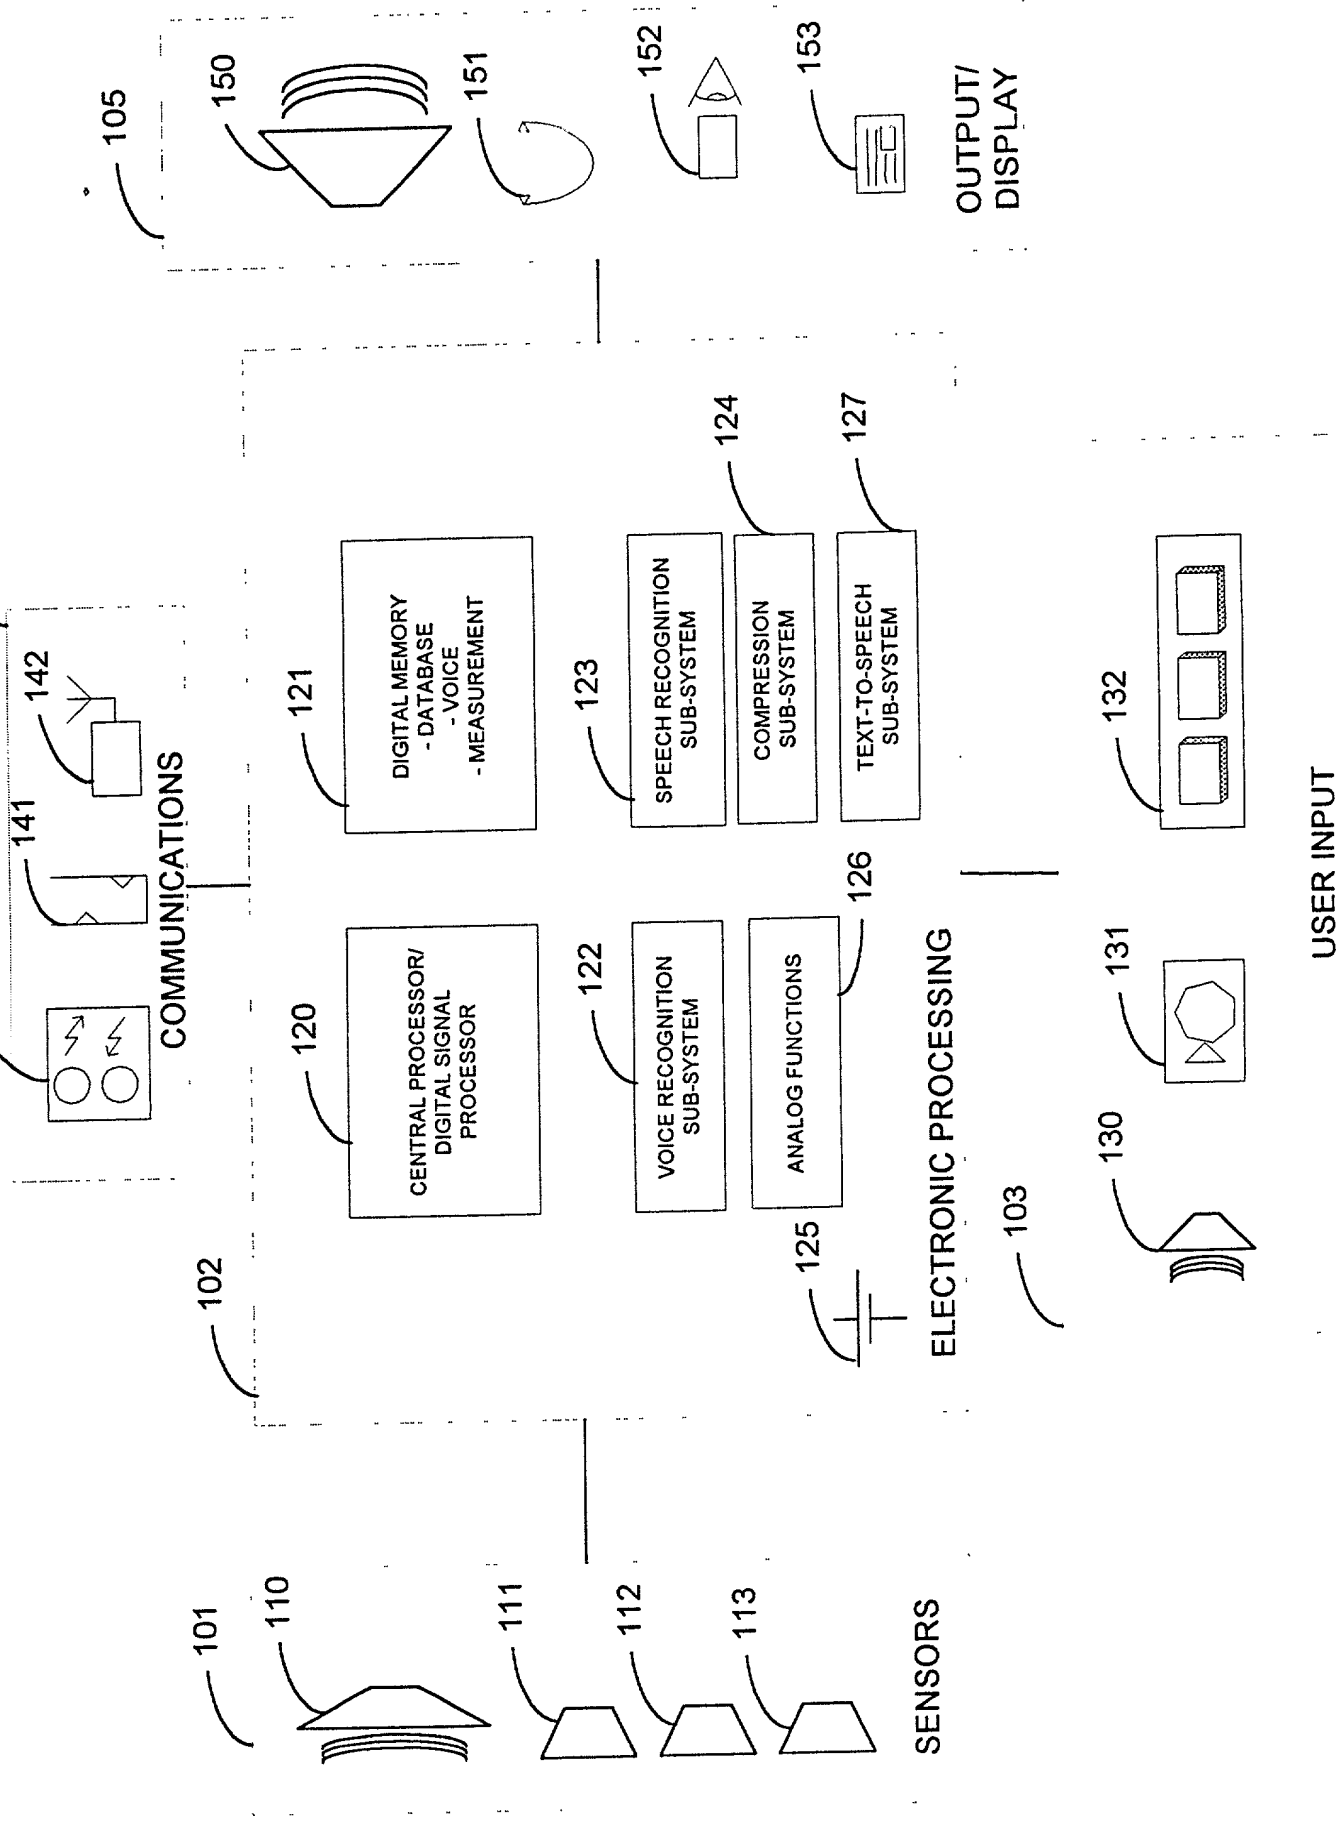 141
142
COMMUNICATIONS
105
150
151
152
153
OUTPUT/
DISPLAY
102
120
CENTRAL PROCESSOR/
DIGITAL SIGNAL
PROCESSOR
121
DIGITAL MEMORY
- DATABASE
- VOICE
- MEASUREMENT
122
VOICE RECOGNITION
SUB-SYSTEM
123
SPEECH RECOGNITION
SUB-SYSTEM
124
COMPRESSION
SUB-SYSTEM
125
126
ANALOG FUNCTIONS
127
TEXT-TO-SPEECH
SUB-SYSTEM
ELECTRONIC PROCESSING
101
110
111
112
113
SENSORS
103
130
131
132
USER INPUT